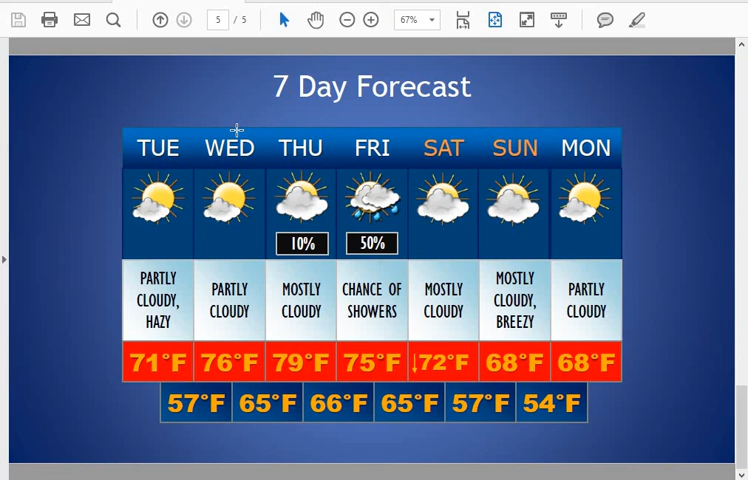 5 / 5
67%
7 Day Forecast
TUE WED THU FRI SAT SUN MON
10% 50%
PARTLY CLOUDY, HAZY
PARTLY CLOUDY
MOSTLY CLOUDY
CHANCE OF SHOWERS
MOSTLY CLOUDY
MOSTLY CLOUDY, BREEZY
PARTLY CLOUDY
71°F 76°F 79°F 75°F ↓72°F 68°F 68°F
57°F 65°F 66°F 65°F 57°F 54°F